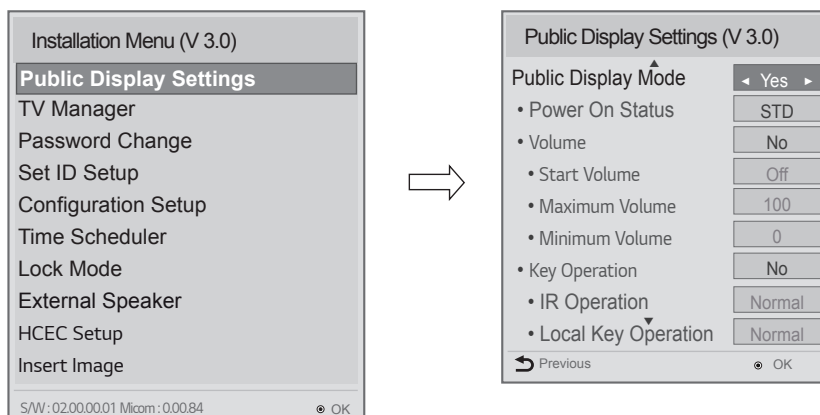 Installation Menu (V 3.0)
Public Display Settings
TV Manager
Password Change
Set ID Setup
Configuration Setup
Time Scheduler
Lock Mode
External Speaker
HCEC Setup
Insert Image
S/W : 02.00.00.01 Micom : 0.00.84 ⦿ OK
Public Display Settings (V 3.0)
Public Display Mode ◄ Yes ►
• Power On Status STD
• Volume No
• Start Volume Off
• Maximum Volume 100
• Minimum Volume 0
• Key Operation No
• IR Operation Normal
• Local Key Operation Normal
Previous ⦿ OK